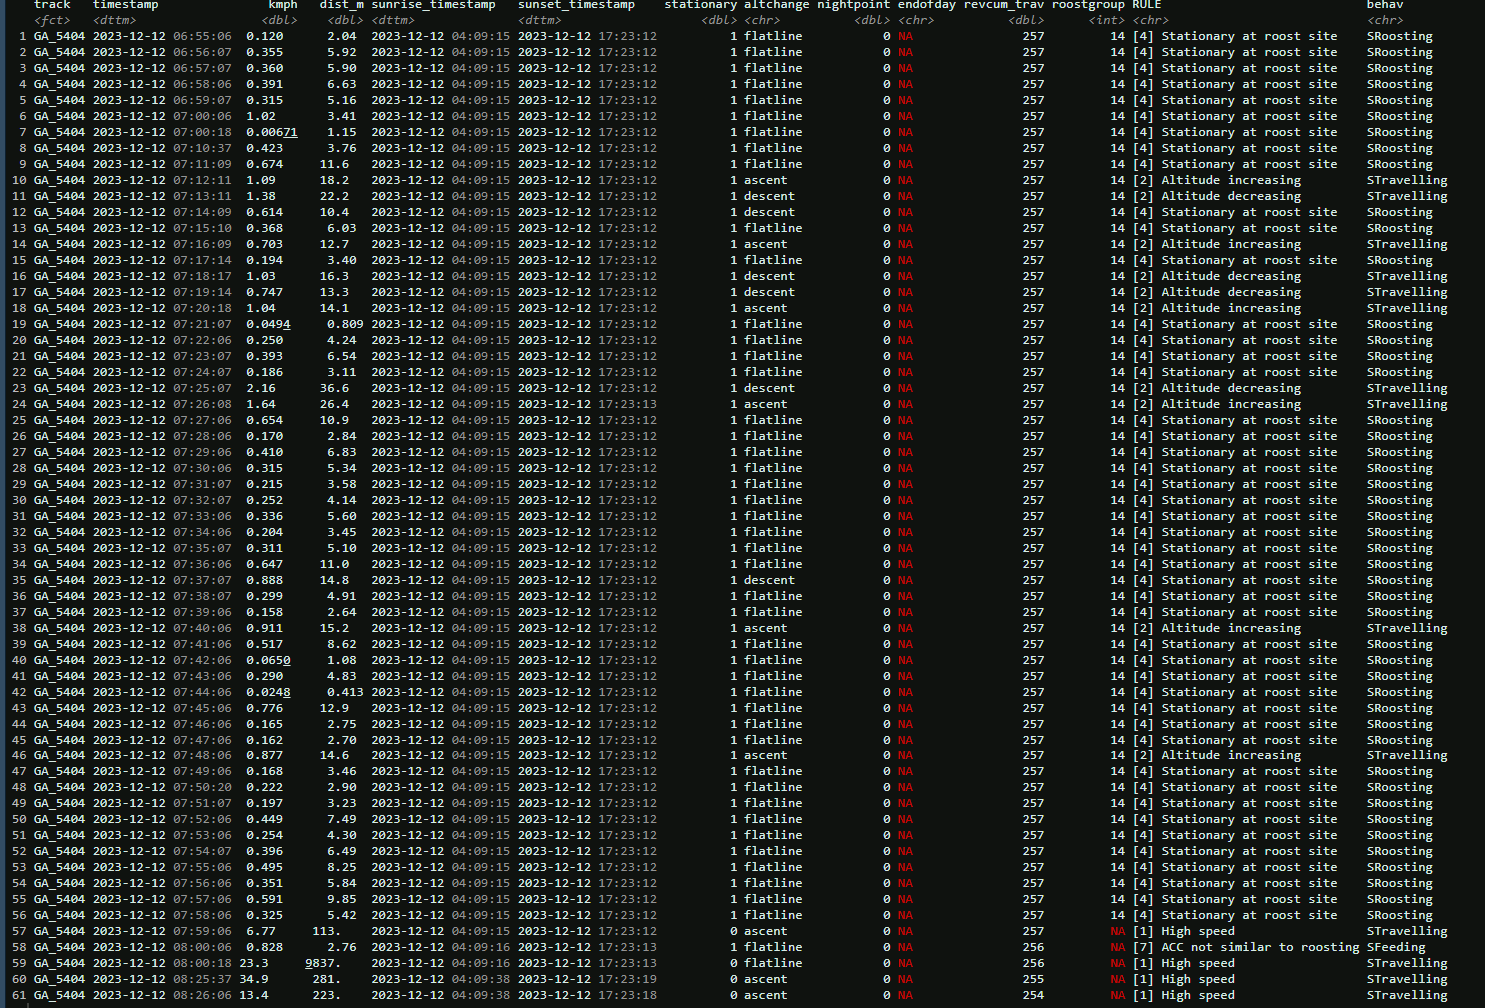 track timestamp kmph dist_m sunrise_timestamp sunset_timestamp stationary altchange nightpoint endofday revcum_trav roostgroup RULE behav
<fct> <dttm> <dbl> <dbl> <dttm> <dttm> <dbl> <chr> <dbl> <chr> <dbl> <int> <chr> <chr>
1 GA_5404 2023-12-12 06:55:06 0.120 2.04 2023-12-12 04:09:15 2023-12-12 17:23:12 1 flatline 0 NA 257 14 [4] Stationary at roost site SRoosting
2 GA_5404 2023-12-12 06:56:07 0.355 5.92 2023-12-12 04:09:15 2023-12-12 17:23:12 1 flatline 0 NA 257 14 [4] Stationary at roost site SRoosting
3 GA_5404 2023-12-12 06:57:07 0.360 5.90 2023-12-12 04:09:15 2023-12-12 17:23:12 1 flatline 0 NA 257 14 [4] Stationary at roost site SRoosting
4 GA_5404 2023-12-12 06:58:06 0.391 6.63 2023-12-12 04:09:15 2023-12-12 17:23:12 1 flatline 0 NA 257 14 [4] Stationary at roost site SRoosting
5 GA_5404 2023-12-12 06:59:07 0.315 5.16 2023-12-12 04:09:15 2023-12-12 17:23:12 1 flatline 0 NA 257 14 [4] Stationary at roost site SRoosting
6 GA_5404 2023-12-12 07:00:06 1.02 3.41 2023-12-12 04:09:15 2023-12-12 17:23:12 1 flatline 0 NA 257 14 [4] Stationary at roost site SRoosting
7 GA_5404 2023-12-12 07:00:18 0.00671 1.15 2023-12-12 04:09:15 2023-12-12 17:23:12 1 flatline 0 NA 257 14 [4] Stationary at roost site SRoosting
8 GA_5404 2023-12-12 07:10:37 0.423 3.76 2023-12-12 04:09:15 2023-12-12 17:23:12 1 flatline 0 NA 257 14 [4] Stationary at roost site SRoosting
9 GA_5404 2023-12-12 07:11:09 0.674 11.6 2023-12-12 04:09:15 2023-12-12 17:23:12 1 flatline 0 NA 257 14 [4] Stationary at roost site SRoosting
10 GA_5404 2023-12-12 07:12:11 1.09 18.2 2023-12-12 04:09:15 2023-12-12 17:23:12 1 ascent 0 NA 257 14 [2] Altitude increasing STravelling
11 GA_5404 2023-12-12 07:13:11 1.38 22.2 2023-12-12 04:09:15 2023-12-12 17:23:12 1 descent 0 NA 257 14 [2] Altitude decreasing STravelling
12 GA_5404 2023-12-12 07:14:09 0.614 10.4 2023-12-12 04:09:15 2023-12-12 17:23:12 1 descent 0 NA 257 14 [4] Stationary at roost site SRoosting
13 GA_5404 2023-12-12 07:15:10 0.368 6.03 2023-12-12 04:09:15 2023-12-12 17:23:12 1 flatline 0 NA 257 14 [4] Stationary at roost site SRoosting
14 GA_5404 2023-12-12 07:16:09 0.703 12.7 2023-12-12 04:09:15 2023-12-12 17:23:12 1 ascent 0 NA 257 14 [2] Altitude increasing STravelling
15 GA_5404 2023-12-12 07:17:14 0.194 3.40 2023-12-12 04:09:15 2023-12-12 17:23:12 1 flatline 0 NA 257 14 [4] Stationary at roost site SRoosting
16 GA_5404 2023-12-12 07:18:17 1.03 16.3 2023-12-12 04:09:15 2023-12-12 17:23:12 1 descent 0 NA 257 14 [2] Altitude decreasing STravelling
17 GA_5404 2023-12-12 07:19:14 0.747 13.3 2023-12-12 04:09:15 2023-12-12 17:23:12 1 descent 0 NA 257 14 [2] Altitude decreasing STravelling
18 GA_5404 2023-12-12 07:20:18 1.04 14.1 2023-12-12 04:09:15 2023-12-12 17:23:12 1 ascent 0 NA 257 14 [2] Altitude increasing STravelling
19 GA_5404 2023-12-12 07:21:07 0.0494 0.809 2023-12-12 04:09:15 2023-12-12 17:23:12 1 flatline 0 NA 257 14 [4] Stationary at roost site SRoosting
20 GA_5404 2023-12-12 07:22:06 0.250 4.24 2023-12-12 04:09:15 2023-12-12 17:23:12 1 flatline 0 NA 257 14 [4] Stationary at roost site SRoosting
21 GA_5404 2023-12-12 07:23:07 0.393 6.54 2023-12-12 04:09:15 2023-12-12 17:23:12 1 flatline 0 NA 257 14 [4] Stationary at roost site SRoosting
22 GA_5404 2023-12-12 07:24:07 0.186 3.11 2023-12-12 04:09:15 2023-12-12 17:23:12 1 flatline 0 NA 257 14 [4] Stationary at roost site SRoosting
23 GA_5404 2023-12-12 07:25:07 2.16 36.6 2023-12-12 04:09:15 2023-12-12 17:23:12 1 descent 0 NA 257 14 [2] Altitude decreasing STravelling
24 GA_5404 2023-12-12 07:26:08 1.64 26.4 2023-12-12 04:09:15 2023-12-12 17:23:13 1 ascent 0 NA 257 14 [2] Altitude increasing STravelling
25 GA_5404 2023-12-12 07:27:06 0.654 10.9 2023-12-12 04:09:15 2023-12-12 17:23:12 1 flatline 0 NA 257 14 [4] Stationary at roost site SRoosting
26 GA_5404 2023-12-12 07:28:06 0.170 2.84 2023-12-12 04:09:15 2023-12-12 17:23:12 1 flatline 0 NA 257 14 [4] Stationary at roost site SRoosting
27 GA_5404 2023-12-12 07:29:06 0.410 6.83 2023-12-12 04:09:15 2023-12-12 17:23:12 1 flatline 0 NA 257 14 [4] Stationary at roost site SRoosting
28 GA_5404 2023-12-12 07:30:06 0.315 5.34 2023-12-12 04:09:15 2023-12-12 17:23:12 1 flatline 0 NA 257 14 [4] Stationary at roost site SRoosting
29 GA_5404 2023-12-12 07:31:07 0.215 3.58 2023-12-12 04:09:15 2023-12-12 17:23:12 1 flatline 0 NA 257 14 [4] Stationary at roost site SRoosting
30 GA_5404 2023-12-12 07:32:07 0.252 4.14 2023-12-12 04:09:15 2023-12-12 17:23:12 1 flatline 0 NA 257 14 [4] Stationary at roost site SRoosting
31 GA_5404 2023-12-12 07:33:06 0.336 5.60 2023-12-12 04:09:15 2023-12-12 17:23:12 1 flatline 0 NA 257 14 [4] Stationary at roost site SRoosting
32 GA_5404 2023-12-12 07:34:06 0.204 3.45 2023-12-12 04:09:15 2023-12-12 17:23:12 1 flatline 0 NA 257 14 [4] Stationary at roost site SRoosting
33 GA_5404 2023-12-12 07:35:07 0.311 5.10 2023-12-12 04:09:15 2023-12-12 17:23:12 1 flatline 0 NA 257 14 [4] Stationary at roost site SRoosting
34 GA_5404 2023-12-12 07:36:06 0.647 11.0 2023-12-12 04:09:15 2023-12-12 17:23:12 1 flatline 0 NA 257 14 [4] Stationary at roost site SRoosting
35 GA_5404 2023-12-12 07:37:07 0.888 14.8 2023-12-12 04:09:15 2023-12-12 17:23:12 1 descent 0 NA 257 14 [4] Stationary at roost site SRoosting
36 GA_5404 2023-12-12 07:38:07 0.299 4.91 2023-12-12 04:09:15 2023-12-12 17:23:12 1 flatline 0 NA 257 14 [4] Stationary at roost site SRoosting
37 GA_5404 2023-12-12 07:39:06 0.158 2.64 2023-12-12 04:09:15 2023-12-12 17:23:12 1 flatline 0 NA 257 14 [4] Stationary at roost site SRoosting
38 GA_5404 2023-12-12 07:40:06 0.911 15.2 2023-12-12 04:09:15 2023-12-12 17:23:12 1 ascent 0 NA 257 14 [2] Altitude increasing STravelling
39 GA_5404 2023-12-12 07:41:06 0.517 8.62 2023-12-12 04:09:15 2023-12-12 17:23:12 1 flatline 0 NA 257 14 [4] Stationary at roost site SRoosting
40 GA_5404 2023-12-12 07:42:06 0.0650 1.08 2023-12-12 04:09:15 2023-12-12 17:23:12 1 flatline 0 NA 257 14 [4] Stationary at roost site SRoosting
41 GA_5404 2023-12-12 07:43:06 0.290 4.83 2023-12-12 04:09:15 2023-12-12 17:23:12 1 flatline 0 NA 257 14 [4] Stationary at roost site SRoosting
42 GA_5404 2023-12-12 07:44:06 0.0248 0.413 2023-12-12 04:09:15 2023-12-12 17:23:12 1 flatline 0 NA 257 14 [4] Stationary at roost site SRoosting
43 GA_5404 2023-12-12 07:45:06 0.776 12.9 2023-12-12 04:09:15 2023-12-12 17:23:12 1 flatline 0 NA 257 14 [4] Stationary at roost site SRoosting
44 GA_5404 2023-12-12 07:46:06 0.165 2.75 2023-12-12 04:09:15 2023-12-12 17:23:12 1 flatline 0 NA 257 14 [4] Stationary at roost site SRoosting
45 GA_5404 2023-12-12 07:47:06 0.162 2.70 2023-12-12 04:09:15 2023-12-12 17:23:12 1 flatline 0 NA 257 14 [4] Stationary at roost site SRoosting
46 GA_5404 2023-12-12 07:48:06 0.877 14.6 2023-12-12 04:09:15 2023-12-12 17:23:12 1 ascent 0 NA 257 14 [2] Altitude increasing STravelling
47 GA_5404 2023-12-12 07:49:06 0.168 3.46 2023-12-12 04:09:15 2023-12-12 17:23:12 1 flatline 0 NA 257 14 [4] Stationary at roost site SRoosting
48 GA_5404 2023-12-12 07:50:20 0.222 2.90 2023-12-12 04:09:15 2023-12-12 17:23:12 1 flatline 0 NA 257 14 [4] Stationary at roost site SRoosting
49 GA_5404 2023-12-12 07:51:07 0.197 3.23 2023-12-12 04:09:15 2023-12-12 17:23:12 1 flatline 0 NA 257 14 [4] Stationary at roost site SRoosting
50 GA_5404 2023-12-12 07:52:06 0.449 7.49 2023-12-12 04:09:15 2023-12-12 17:23:12 1 flatline 0 NA 257 14 [4] Stationary at roost site SRoosting
51 GA_5404 2023-12-12 07:53:06 0.254 4.30 2023-12-12 04:09:15 2023-12-12 17:23:12 1 flatline 0 NA 257 14 [4] Stationary at roost site SRoosting
52 GA_5404 2023-12-12 07:54:07 0.396 6.49 2023-12-12 04:09:15 2023-12-12 17:23:12 1 flatline 0 NA 257 14 [4] Stationary at roost site SRoosting
53 GA_5404 2023-12-12 07:55:06 0.495 8.25 2023-12-12 04:09:15 2023-12-12 17:23:12 1 flatline 0 NA 257 14 [4] Stationary at roost site SRoosting
54 GA_5404 2023-12-12 07:56:06 0.351 5.84 2023-12-12 04:09:15 2023-12-12 17:23:12 1 flatline 0 NA 257 14 [4] Stationary at roost site SRoosting
55 GA_5404 2023-12-12 07:57:06 0.591 9.85 2023-12-12 04:09:15 2023-12-12 17:23:12 1 flatline 0 NA 257 14 [4] Stationary at roost site SRoosting
56 GA_5404 2023-12-12 07:58:06 0.325 5.42 2023-12-12 04:09:15 2023-12-12 17:23:12 1 flatline 0 NA 257 14 [4] Stationary at roost site SRoosting
57 GA_5404 2023-12-12 07:59:06 6.77 113. 2023-12-12 04:09:15 2023-12-12 17:23:12 0 ascent 0 NA 257 NA [1] High speed STravelling
58 GA_5404 2023-12-12 08:00:06 0.828 2.76 2023-12-12 04:09:16 2023-12-12 17:23:13 1 flatline 0 NA 256 NA [7] ACC not similar to roosting SFeeding
59 GA_5404 2023-12-12 08:00:18 23.3 9837. 2023-12-12 04:09:16 2023-12-12 17:23:13 0 flatline 0 NA 256 NA [1] High speed STravelling
60 GA_5404 2023-12-12 08:25:37 34.9 281. 2023-12-12 04:09:38 2023-12-12 17:23:19 0 ascent 0 NA 255 NA [1] High speed STravelling
61 GA_5404 2023-12-12 08:26:06 13.4 223. 2023-12-12 04:09:38 2023-12-12 17:23:18 0 ascent 0 NA 254 NA [1] High speed STravelling